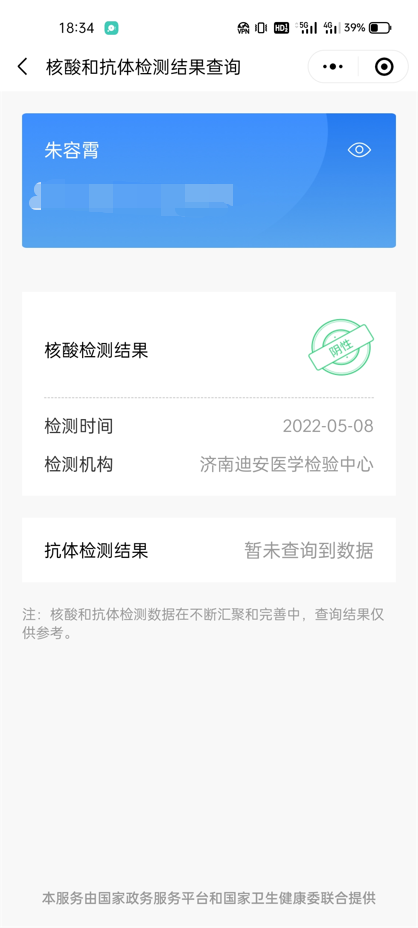 18:34
VPN HD 5G 4G 39%
核酸和抗体检测结果查询
朱容霄
核酸检测结果
阴性
检测时间 2022-05-08
检测机构 济南迪安医学检验中心
抗体检测结果 暂未查询到数据
注：核酸和抗体检测数据在不断汇聚和完善中，查询结果仅
供参考。
本服务由国家政务服务平台和国家卫生健康委联合提供